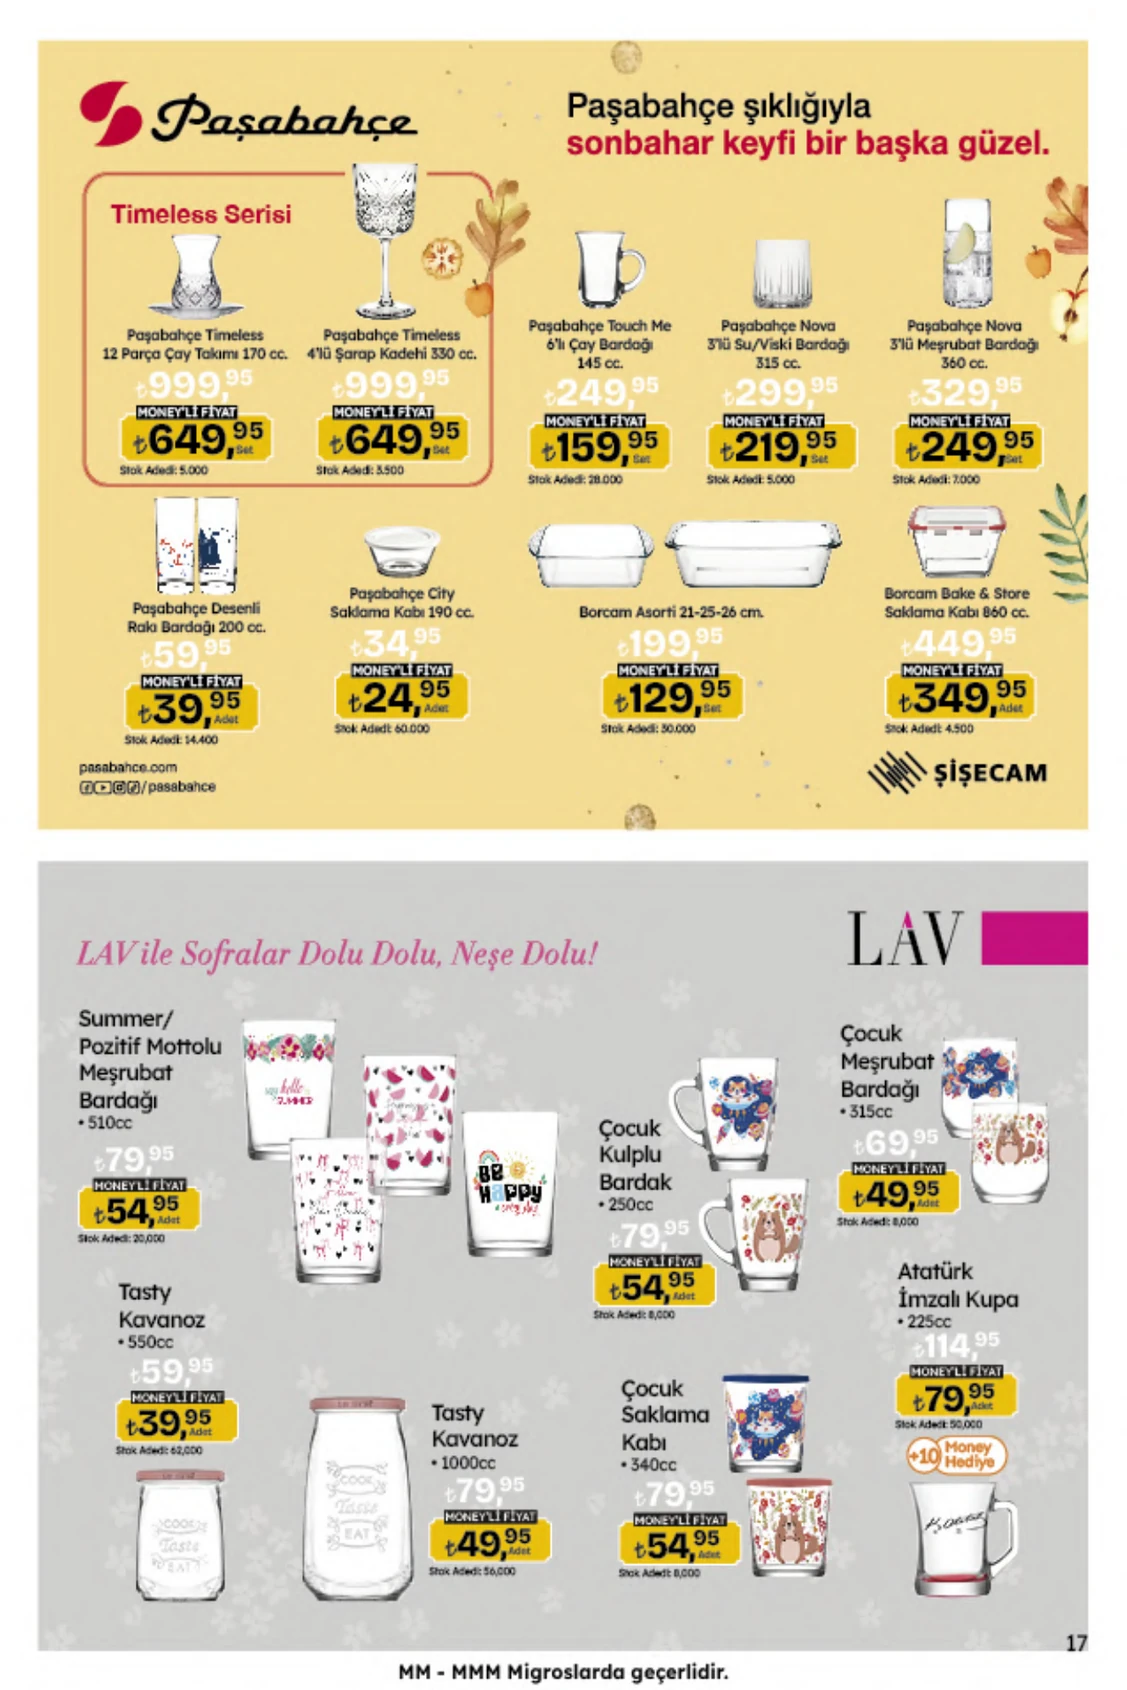 Paşabahçe
Paşabahçe şıklığıyla
sonbahar keyfi bir başka güzel.
Timeless Serisi
Paşabahçe Timeless
12 Parça Çay Takımı 170 cc.
₺999,95
MONEY'Lİ FİYAT
₺649,95 Set
Stok Adedi: 5.000
Paşabahçe Timeless
4'lü Şarap Kadehi 330 cc.
₺999,95
MONEY'Lİ FİYAT
₺649,95 Set
Stok Adedi: 3.500
Paşabahçe Touch Me
6'lı Çay Bardağı
145 cc.
₺249,95
MONEY'Lİ FİYAT
₺159,95 Set
Stok Adedi: 28.000
Paşabahçe Nova
3'lü Su/Viski Bardağı
315 cc.
₺299,95
MONEY'Lİ FİYAT
₺219,95 Set
Stok Adedi: 5.000
Paşabahçe Nova
3'lü Meşrubat Bardağı
360 cc.
₺329,95
MONEY'Lİ FİYAT
₺249,95 Set
Stok Adedi: 7.000
Paşabahçe Desenli
Rakı Bardağı 200 cc.
₺59,95
MONEY'Lİ FİYAT
₺39,95 Adet
Stok Adedi: 14.400
Paşabahçe City
Saklama Kabı 190 cc.
₺34,95
MONEY'Lİ FİYAT
₺24,95 Adet
Stok Adedi: 60.000
Borcam Asorti 21-25-26 cm.
₺199,95
MONEY'Lİ FİYAT
₺129,95 Set
Stok Adedi: 30.000
Borcam Bake & Store
Saklama Kabı 860 cc.
₺449,95
MONEY'Lİ FİYAT
₺349,95 Adet
Stok Adedi: 4.500
pasabahce.com
/pasabahce
ŞİŞECAM
LAV ile Sofralar Dolu Dolu, Neşe Dolu!
LAV
Summer/
Pozitif Mottolu
Meşrubat
Bardağı
• 510cc
₺79,95
MONEY'Lİ FİYAT
₺54,95 Adet
Stok Adedi: 20,000
hello
SUMMER
BE
HAPPY
Çocuk
Kulplu
Bardak
• 250cc
₺79,95
MONEY'Lİ FİYAT
₺54,95 Adet
Stok Adedi: 8,000
Çocuk
Meşrubat
Bardağı
• 315cc
₺69,95
MONEY'Lİ FİYAT
₺49,95 Adet
Stok Adedi: 8,000
Tasty
Kavanoz
• 550cc
₺59,95
MONEY'Lİ FİYAT
₺39,95 Adet
Stok Adedi: 62,000
COOK
Taste
EAT
Tasty
Kavanoz
• 1000cc
₺79,95
MONEY'Lİ FİYAT
₺49,95 Adet
Stok Adedi: 56,000
COOK
Taste
EAT
Çocuk
Saklama
Kabı
• 340cc
₺79,95
MONEY'Lİ FİYAT
₺54,95 Adet
Stok Adedi: 8,000
Atatürk
İmzalı Kupa
• 225cc
₺114,95
MONEY'Lİ FİYAT
₺79,95 Adet
Stok Adedi: 50,000
+10 Money
Hediye
17
MM - MMM Migroslarda geçerlidir.